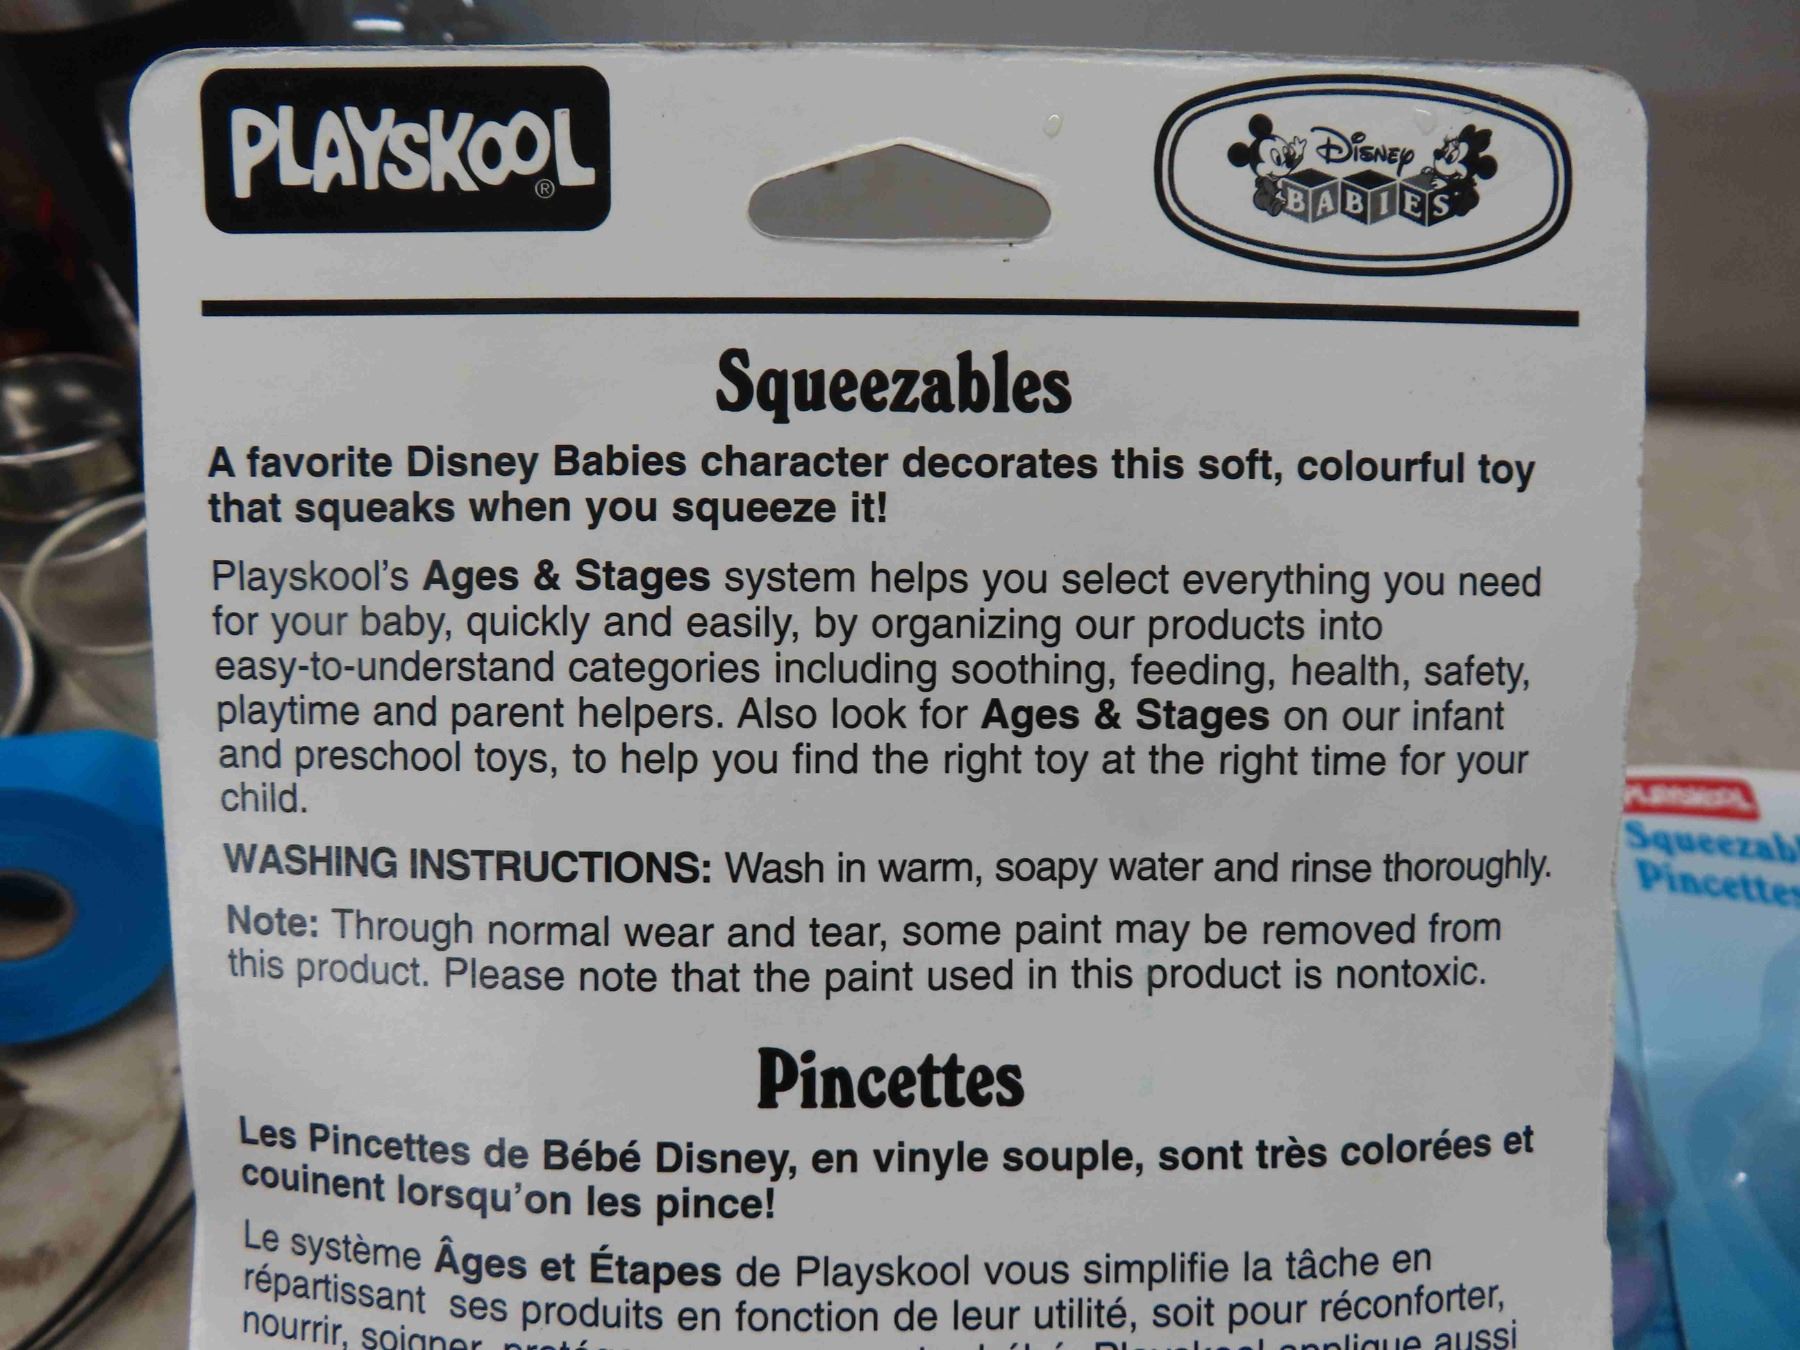 PLAYSKOOL®
Disney
BABIES
Squeezables
A favorite Disney Babies character decorates this soft, colourful toy
that squeaks when you squeeze it!
Playskool's Ages & Stages system helps you select everything you need
for your baby, quickly and easily, by organizing our products into
easy-to-understand categories including soothing, feeding, health, safety,
playtime and parent helpers. Also look for Ages & Stages on our infant
and preschool toys, to help you find the right toy at the right time for your
child.
WASHING INSTRUCTIONS: Wash in warm, soapy water and rinse thoroughly.
Note: Through normal wear and tear, some paint may be removed from
this product. Please note that the paint used in this product is nontoxic.
Pincettes
Les Pincettes de Bébé Disney, en vinyle souple, sont très colorées et
couinent lorsqu'on les pince!
Le système Âges et Étapes de Playskool vous simplifie la tâche en
répartissant ses produits en fonction de leur utilité, soit pour réconforter,
nourrir, soigner, Playskool applique aussi
PLAYSKOOL
Squeezabl
Pincettes